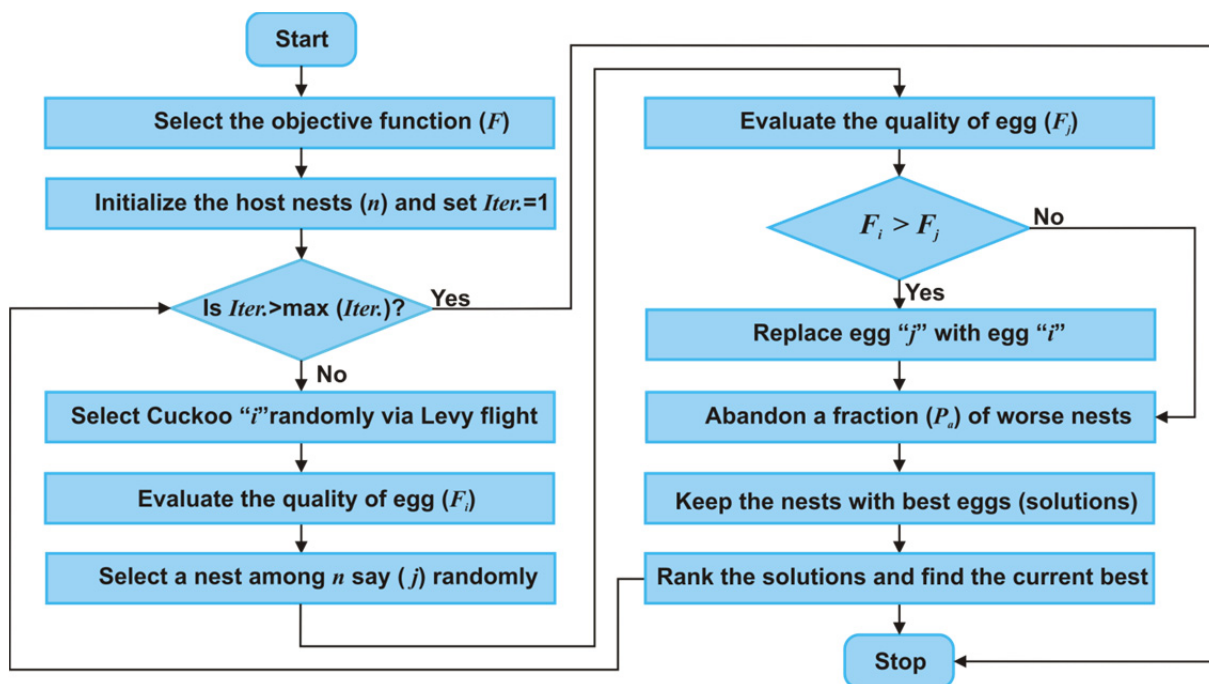 Start
Select the objective function (F)
Initialize the host nests (n) and set Iter.=1
Is Iter.>max (Iter.)?
Yes
No
Select Cuckoo “i”randomly via Levy flight
Evaluate the quality of egg (Fi)
Select a nest among n say ( j) randomly
Evaluate the quality of egg (Fj)
Fi > Fj
No
Yes
Replace egg “j” with egg “i”
Abandon a fraction (Pa) of worse nests
Keep the nests with best eggs (solutions)
Rank the solutions and find the current best
Stop